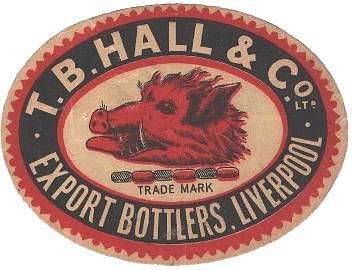 · T. B. HALL & Co. LTD. ·
TRADE MARK
EXPORT BOTTLERS, LIVERPOOL